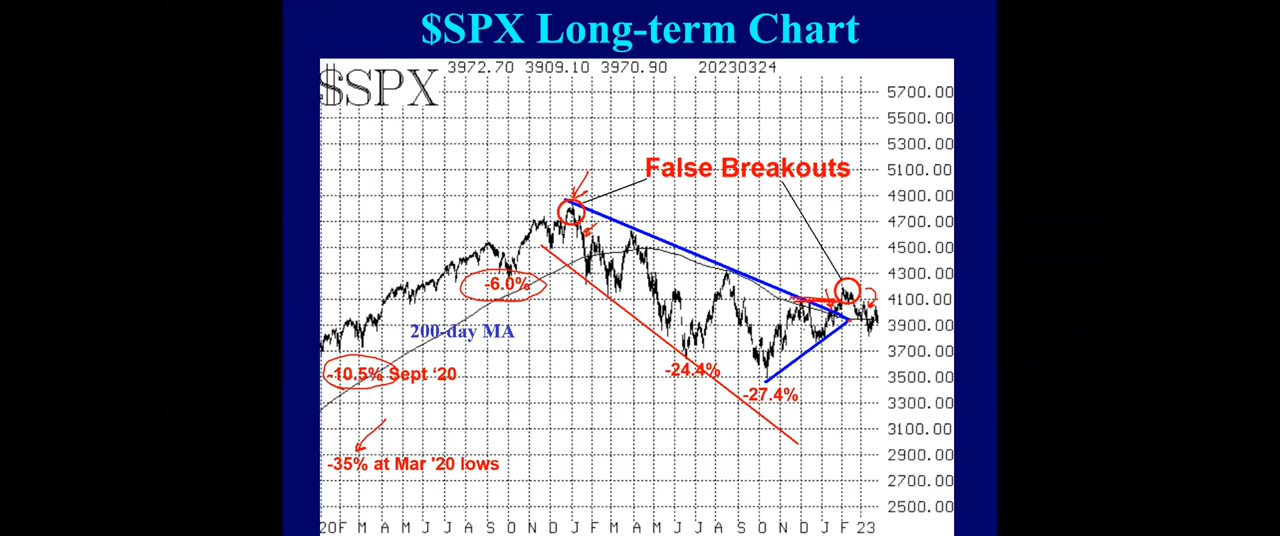 $SPX Long-term Chart
$SPX 3972.70 3909.10 3970.90 20230324
5700.00
5500.00
5300.00
False Breakouts
5100.00
4900.00
4700.00
4500.00
4300.00
-6.0%
4100.00
200-day MA
3900.00
3700.00
-10.5% Sept '20
-24.4%
3500.00
-27.4%
3300.00
3100.00
2900.00
-35% at Mar '20 lows
2700.00
2500.00
20F M A M J J A S O N D J F M A M J J A S O N D J F 23